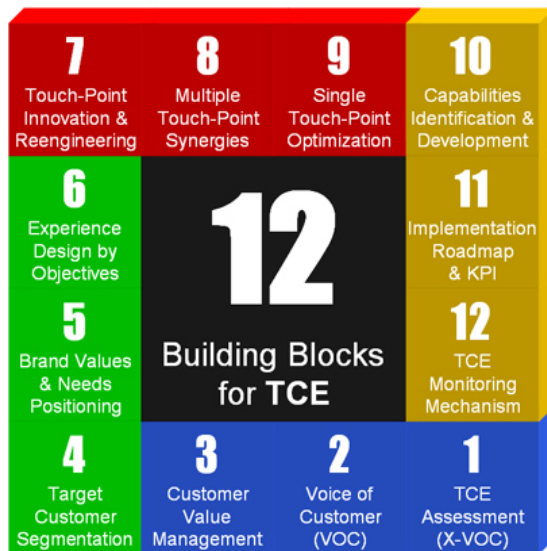 7
Touch-Point
Innovation &
Reengineering
8
Multiple
Touch-Point
Synergies
9
Single
Touch-Point
Optimization
10
Capabilities
Identification &
Development
6
Experience
Design by
Objectives
12
Building Blocks
for TCE
11
Implementation
Roadmap
& KPI
5
Brand Values
& Needs
Positioning
12
TCE
Monitoring
Mechanism
4
Target
Customer
Segmentation
3
Customer
Value
Management
2
Voice of
Customer
(VOC)
1
TCE
Assessment
(X-VOC)